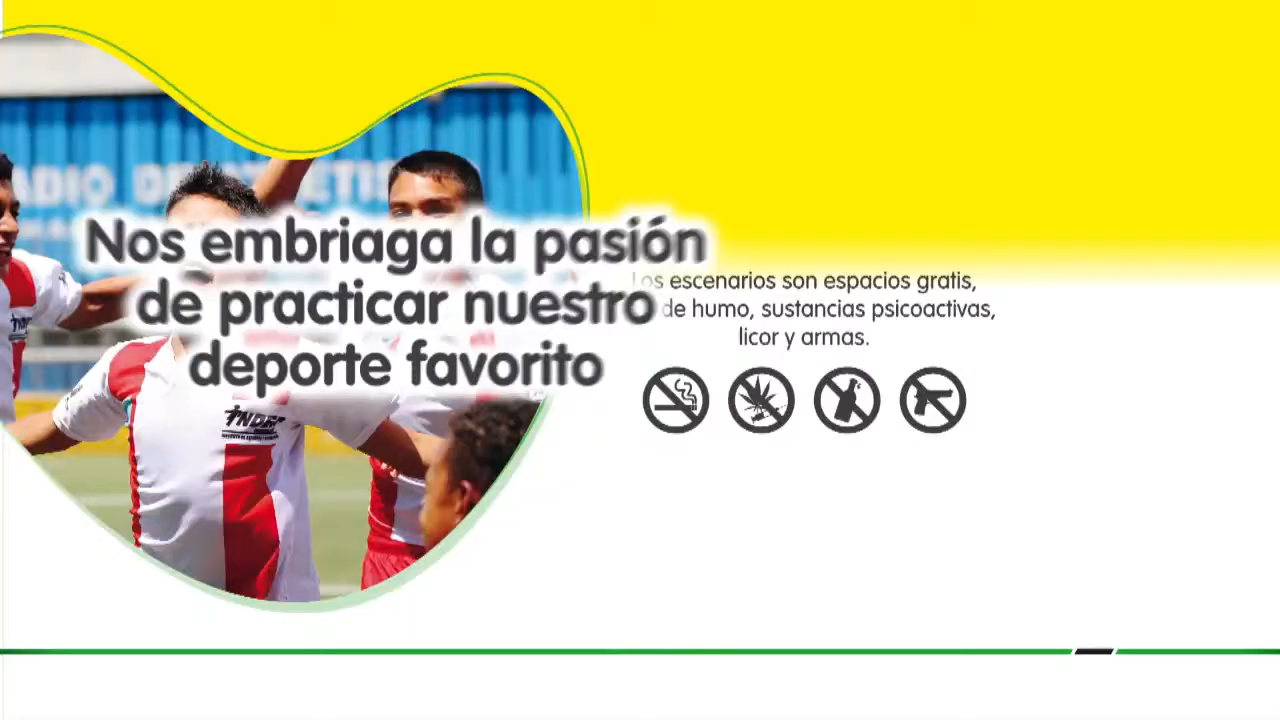 Nos embriaga la pasión
de practicar nuestro
deporte favorito
Los escenarios son espacios gratis,
de humo, sustancias psicoactivas,
licor y armas.